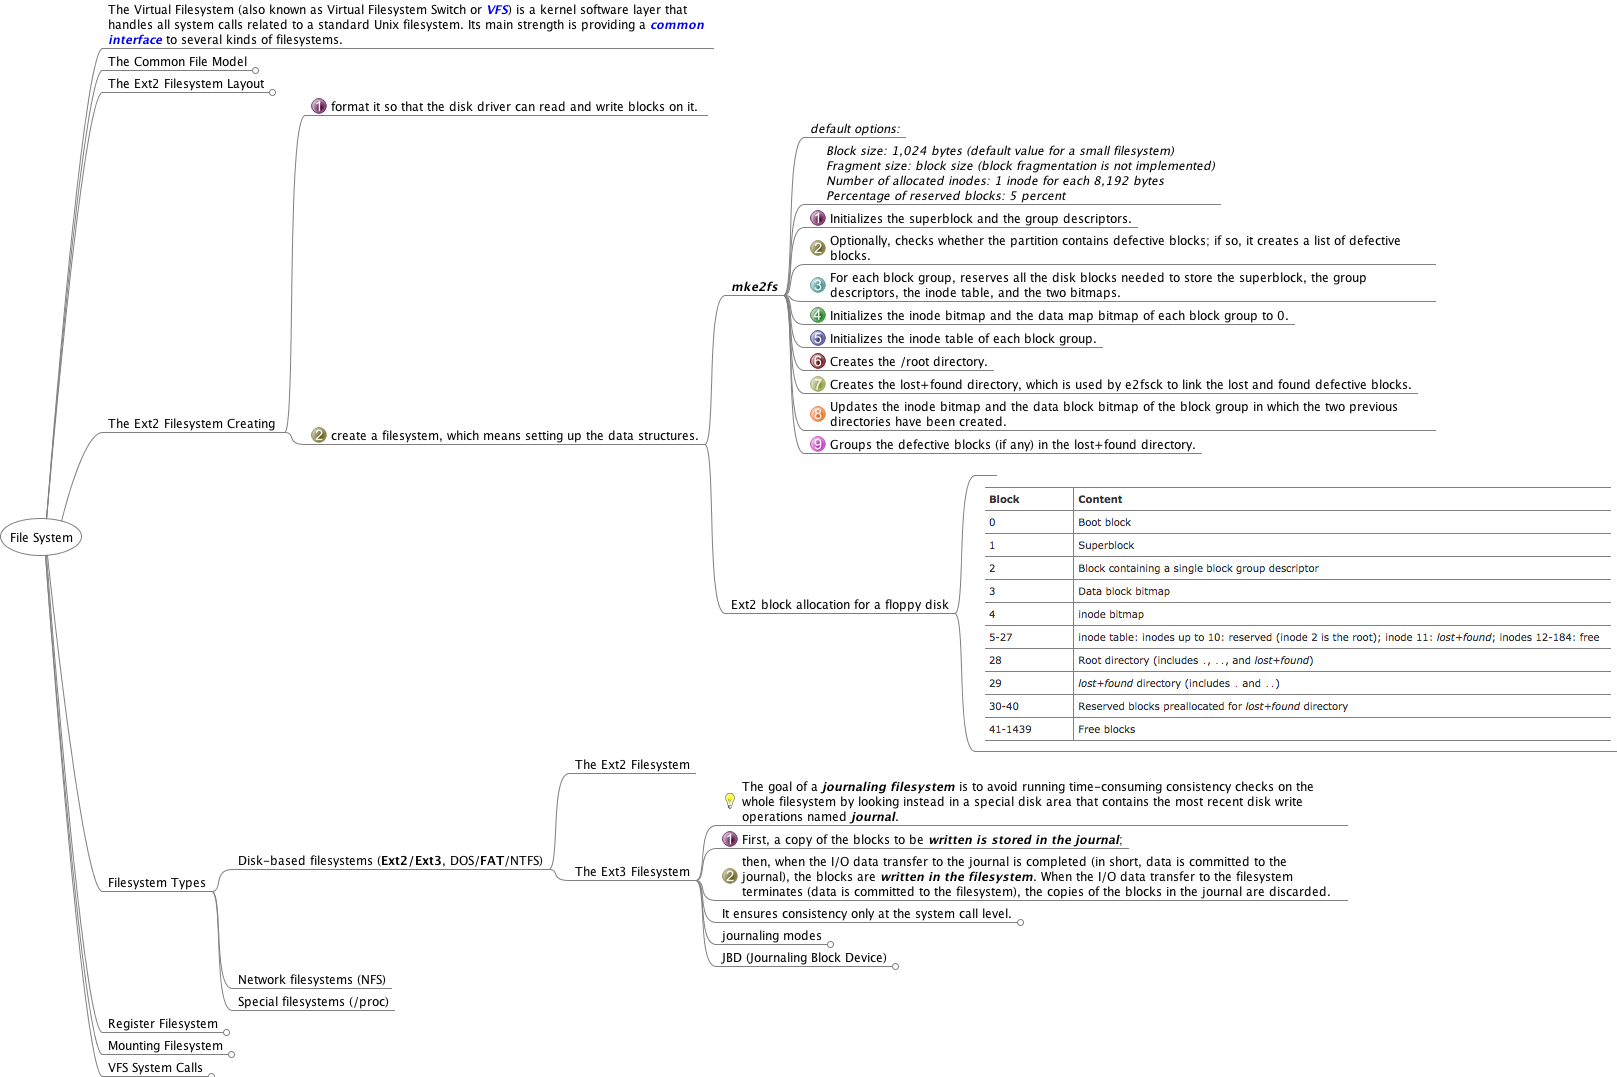 The Virtual Filesystem (also known as Virtual Filesystem Switch or VFS) is a kernel software layer that
handles all system calls related to a standard Unix filesystem. Its main strength is providing a common
interface to several kinds of filesystems.
The Common File Model
The Ext2 Filesystem Layout
1 format it so that the disk driver can read and write blocks on it.
default options:
Block size: 1,024 bytes (default value for a small filesystem)
Fragment size: block size (block fragmentation is not implemented)
Number of allocated inodes: 1 inode for each 8,192 bytes
Percentage of reserved blocks: 5 percent
1 Initializes the superblock and the group descriptors.
2 Optionally, checks whether the partition contains defective blocks; if so, it creates a list of defective
blocks.
mke2fs
3 For each block group, reserves all the disk blocks needed to store the superblock, the group
descriptors, the inode table, and the two bitmaps.
4 Initializes the inode bitmap and the data map bitmap of each block group to 0.
5 Initializes the inode table of each block group.
6 Creates the /root directory.
7 Creates the lost+found directory, which is used by e2fsck to link the lost and found defective blocks.
8 Updates the inode bitmap and the data block bitmap of the block group in which the two previous
directories have been created.
9 Groups the defective blocks (if any) in the lost+found directory.
The Ext2 Filesystem Creating
2 create a filesystem, which means setting up the data structures.
File System
Ext2 block allocation for a floppy disk
Block Content
0 Boot block
1 Superblock
2 Block containing a single block group descriptor
3 Data block bitmap
4 inode bitmap
5-27 inode table: inodes up to 10: reserved (inode 2 is the root); inode 11: lost+found; inodes 12-184: free
28 Root directory (includes ., .., and lost+found)
29 lost+found directory (includes . and ..)
30-40 Reserved blocks preallocated for lost+found directory
41-1439 Free blocks
The Ext2 Filesystem
The goal of a journaling filesystem is to avoid running time-consuming consistency checks on the
whole filesystem by looking instead in a special disk area that contains the most recent disk write
operations named journal.
1 First, a copy of the blocks to be written is stored in the journal;
Disk-based filesystems (Ext2/Ext3, DOS/FAT/NTFS)
The Ext3 Filesystem
2 then, when the I/O data transfer to the journal is completed (in short, data is committed to the
journal), the blocks are written in the filesystem. When the I/O data transfer to the filesystem
terminates (data is committed to the filesystem), the copies of the blocks in the journal are discarded.
Filesystem Types
It ensures consistency only at the system call level.
journaling modes
JBD (Journaling Block Device)
Network filesystems (NFS)
Special filesystems (/proc)
Register Filesystem
Mounting Filesystem
VFS System Calls